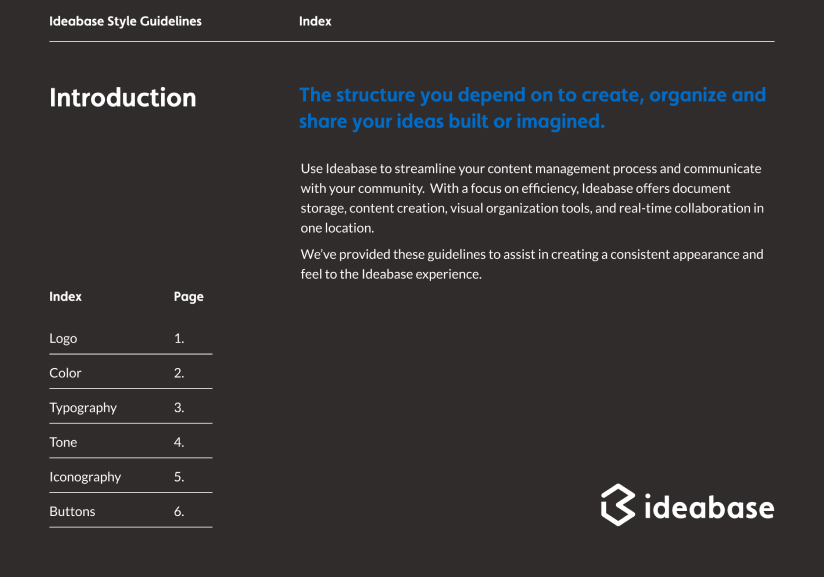 Ideabase Style Guidelines
Index
Introduction
The structure you depend on to create, organize and
share your ideas built or imagined.
Use Ideabase to streamline your content management process and communicate
with your community.  With a focus on efficiency, Ideabase offers document
storage, content creation, visual organization tools, and real-time collaboration in
one location.
We've provided these guidelines to assist in creating a consistent appearance and
feel to the Ideabase experience.
Index Page
Logo 1.
Color 2.
Typography 3.
Tone 4.
Iconography 5.
Buttons 6.
ideabase